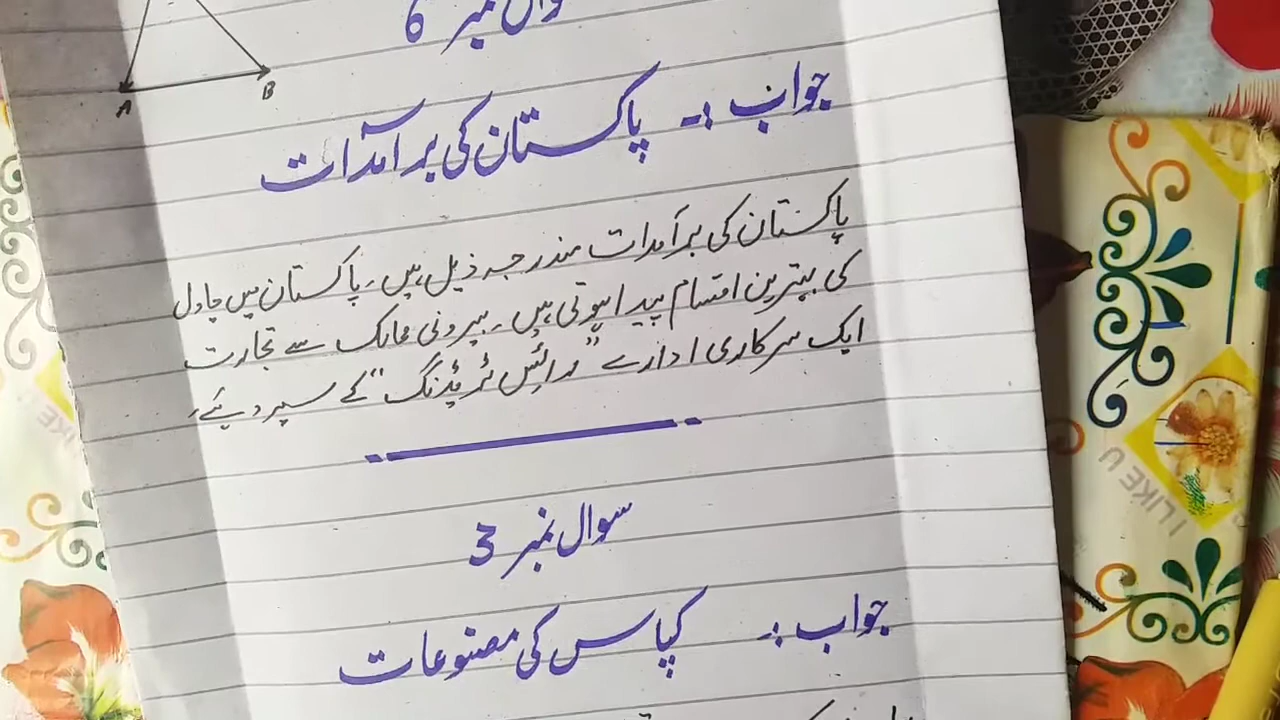 سوال نمبر 6
جواب :- پاکستان کی برآمدات
پاکستان کی برآمدات مندرجہ ذیل ہیں۔ پاکستان میں چاول
کی بہترین اقسام پیدا ہوتی ہیں۔ بیرونی ممالک سے تجارت
ایک سرکاری ادارے "رائس ٹریڈنگ" کے سپرد ہے۔
سوال نمبر 3
جواب :- کپاس کی مصنوعات
A B
I LIKE